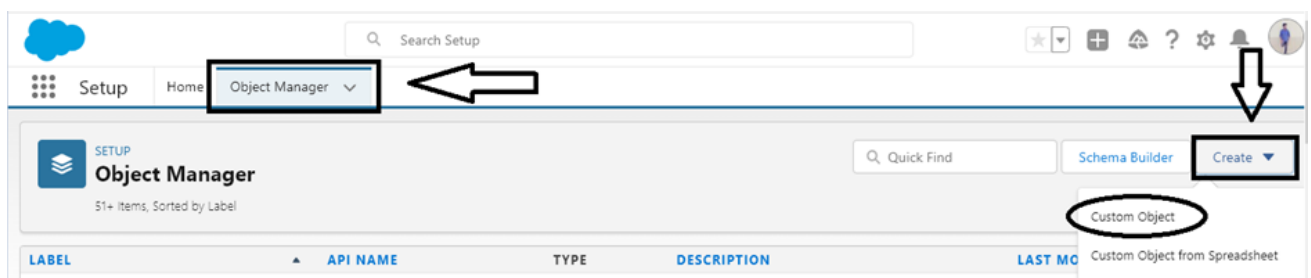 Search Setup
Setup Home Object Manager
SETUP
Object Manager
51+ Items, Sorted by Label
Quick Find
Schema Builder
Create
Custom Object
Custom Object from Spreadsheet
LABEL API NAME TYPE DESCRIPTION LAST MO